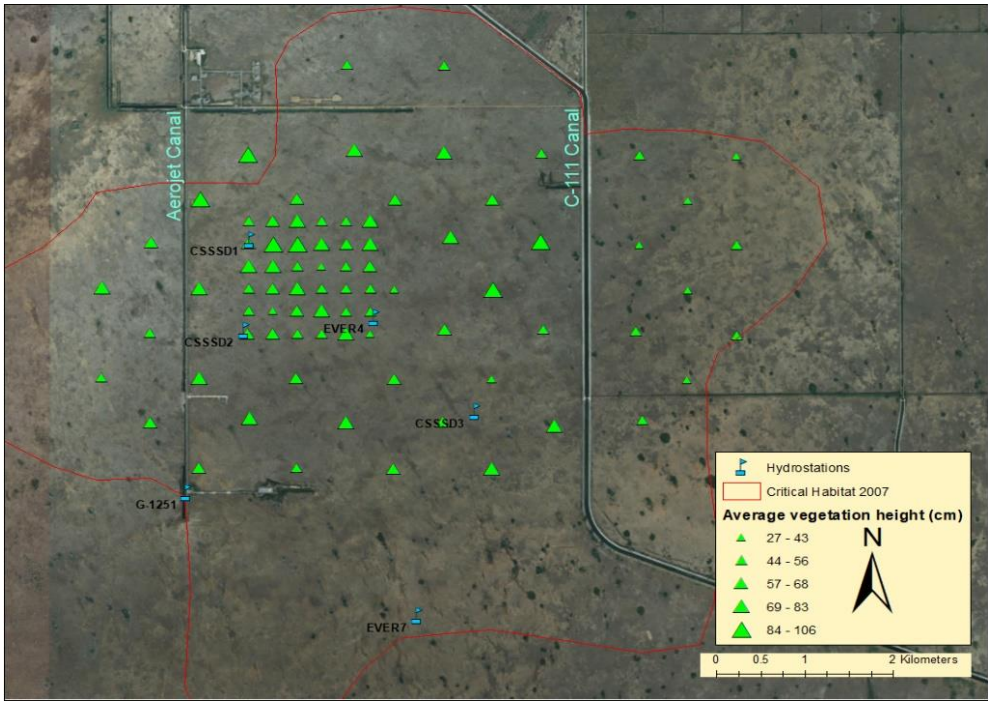 Aerojet Canal
C-111 Canal
CSSSD1
EVER4
CSSSD2
CSSSD3
G-1251
EVER7
Hydrostations
Critical Habitat 2007
Average vegetation height (cm)
27 - 43
44 - 56
57 - 68
69 - 83
84 - 106
N
0 0.5 1 2 Kilometers